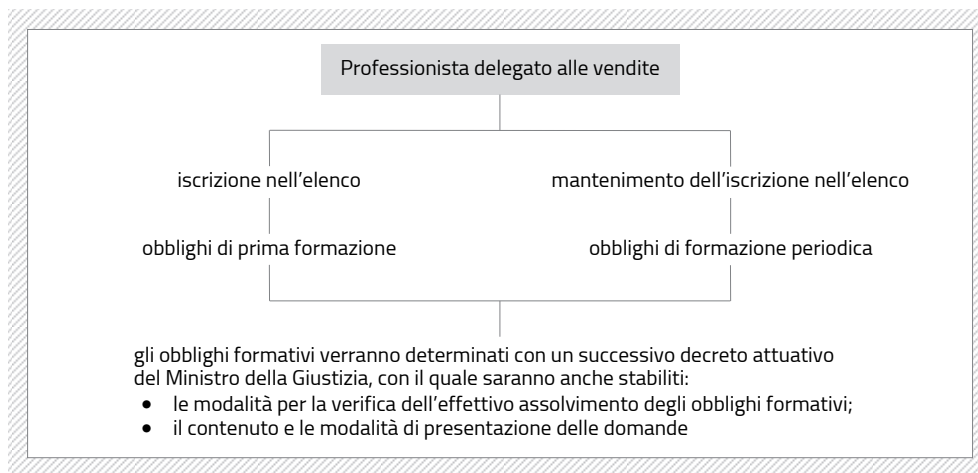 Professionista delegato alle vendite
iscrizione nell'elenco
mantenimento dell'iscrizione nell'elenco
obblighi di prima formazione
obblighi di formazione periodica
gli obblighi formativi verranno determinati con un successivo decreto attuativo
del Ministro della Giustizia, con il quale saranno anche stabiliti:
• le modalità per la verifica dell'effettivo assolvimento degli obblighi formativi;
• il contenuto e le modalità di presentazione delle domande